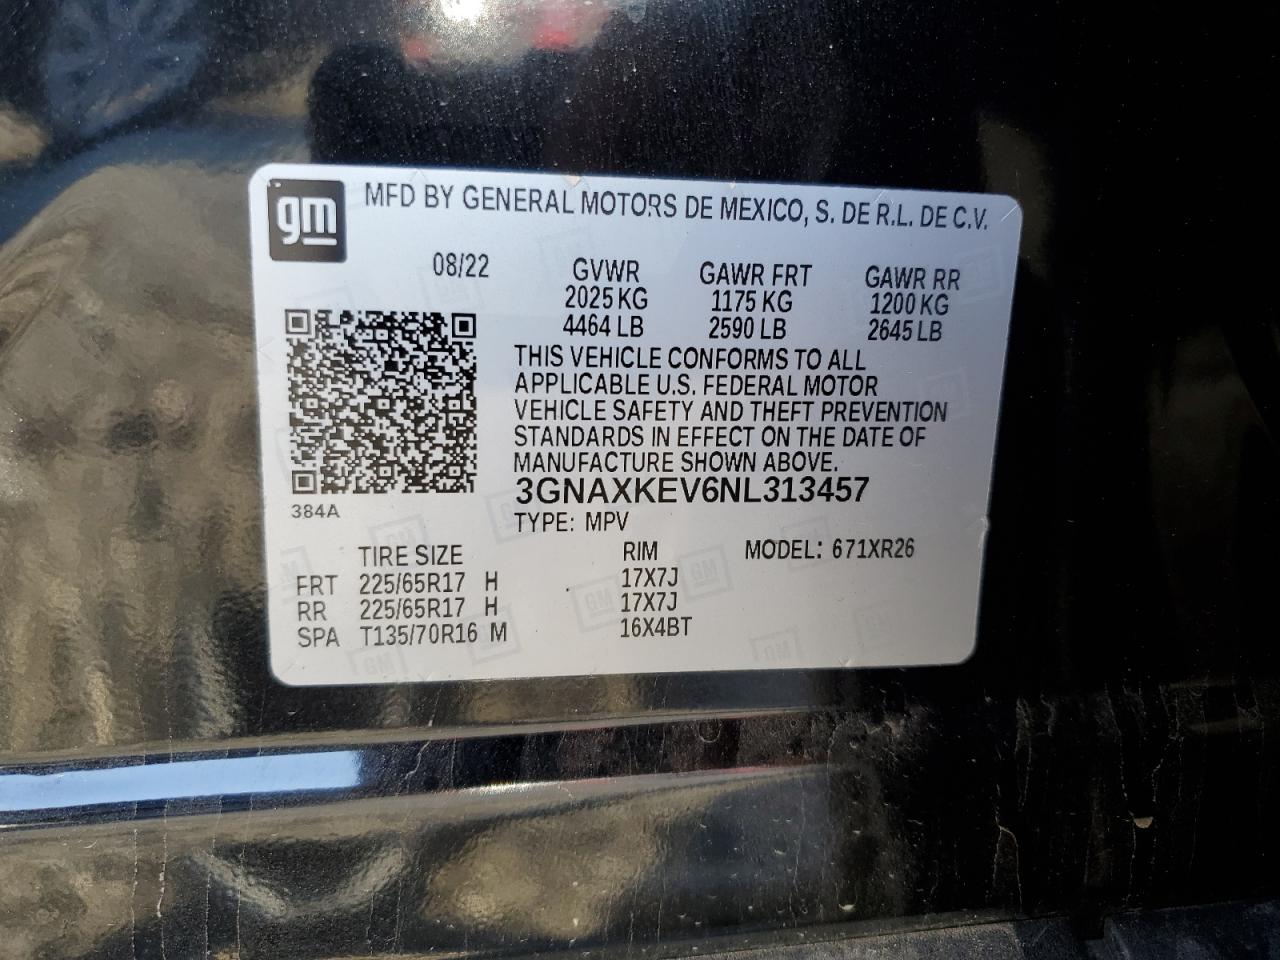 gm
MFD BY GENERAL MOTORS DE MEXICO, S. DE R.L. DE C.V.
08/22 GVWR GAWR FRT GAWR RR
2025 KG 1175 KG 1200 KG
4464 LB 2590 LB 2645 LB
THIS VEHICLE CONFORMS TO ALL
APPLICABLE U.S. FEDERAL MOTOR
VEHICLE SAFETY AND THEFT PREVENTION
STANDARDS IN EFFECT ON THE DATE OF
MANUFACTURE SHOWN ABOVE.
3GNAXKEV6NL313457
384A
TYPE: MPV
TIRE SIZE RIM MODEL: 671XR26
FRT 225/65R17 H 17X7J
RR 225/65R17 H 17X7J
SPA T135/70R16 M 16X4BT